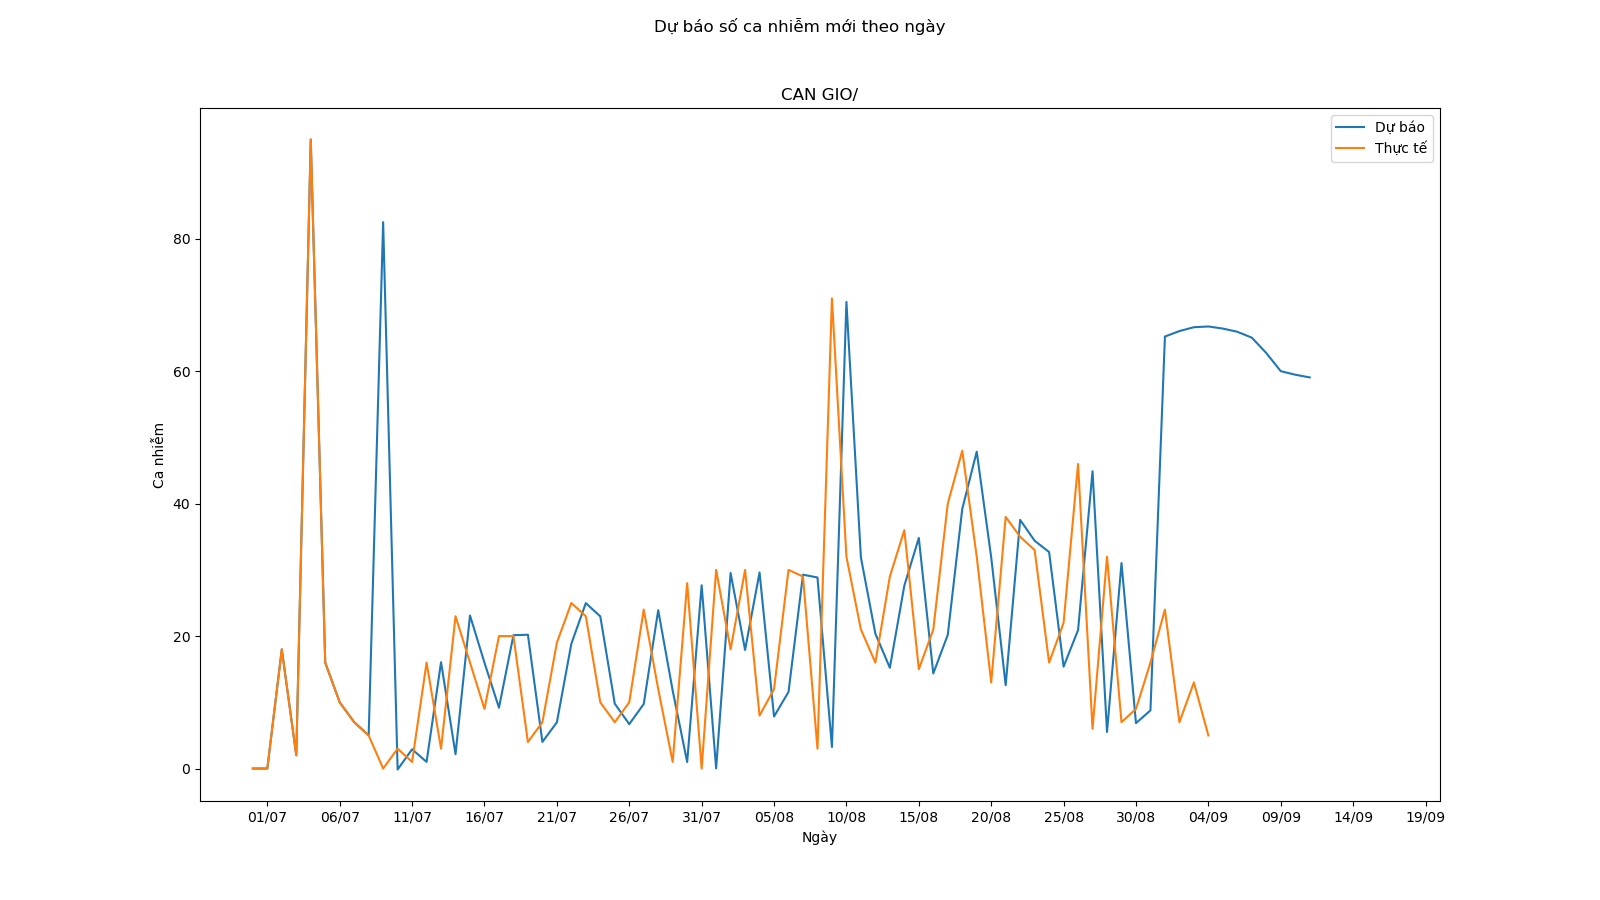 Dự báo số ca nhiễm mới theo ngày
CAN GIO/
Dự báo
Thực tế
80
60
40
20
0
Ca nhiễm
01/07 06/07 11/07 16/07 21/07 26/07 31/07 05/08 10/08 15/08 20/08 25/08 30/08 04/09 09/09 14/09 19/09
Ngày